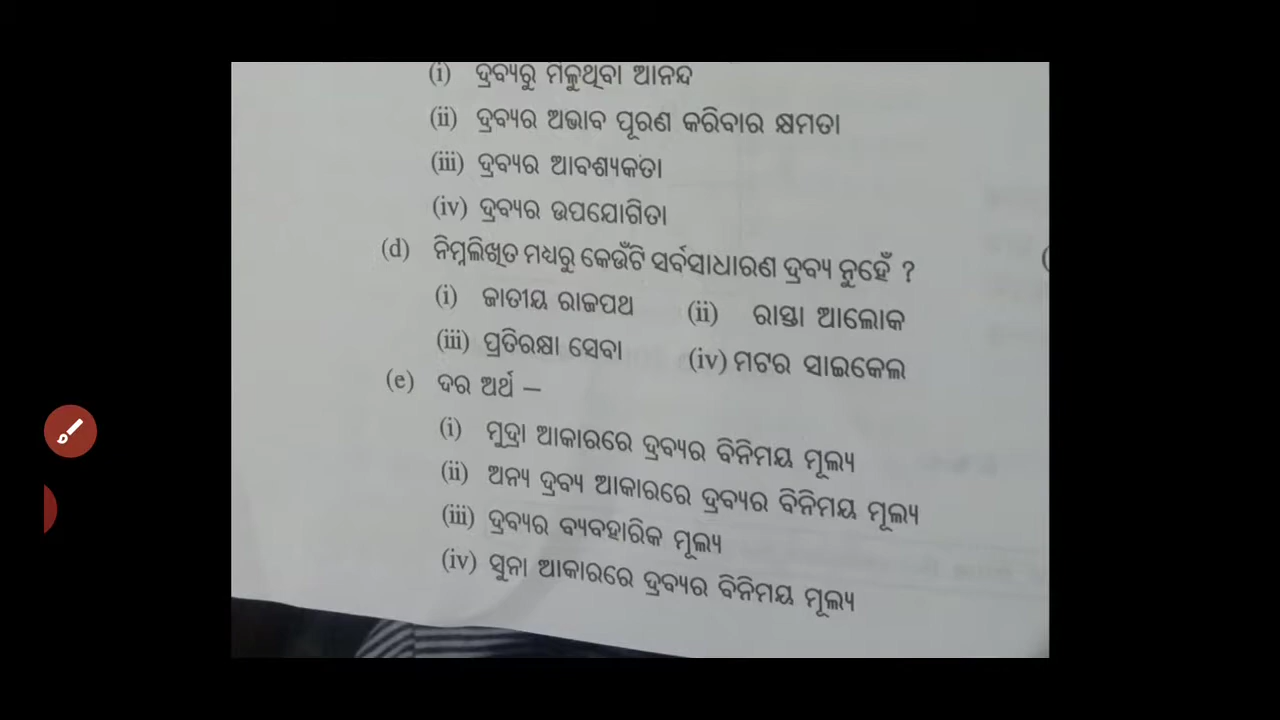 (i) ଦ୍ରବ୍ୟରୁ ମିଳୁଥିବା ଆନନ୍ଦ
(ii) ଦ୍ରବ୍ୟର ଅଭାବ ପୂରଣ କରିବାର କ୍ଷମତା
(iii) ଦ୍ରବ୍ୟର ଆବଶ୍ୟକତା
(iv) ଦ୍ରବ୍ୟର ଉପଯୋଗିତା
(d) ନିମ୍ନଲିଖିତ ମଧ୍ୟରୁ କେଉଁଟି ସର୍ବସାଧାରଣ ଦ୍ରବ୍ୟ ନୁହେଁ ?
(i) ଜାତୀୟ ରାଜପଥ (ii) ରାସ୍ତା ଆଲୋକ
(iii) ପ୍ରତିରକ୍ଷା ସେବା (iv) ମଟର ସାଇକେଲ
(e) ଦର ଅର୍ଥ —
(i) ମୁଦ୍ରା ଆକାରରେ ଦ୍ରବ୍ୟର ବିନିମୟ ମୂଲ୍ୟ
(ii) ଅନ୍ୟ ଦ୍ରବ୍ୟ ଆକାରରେ ଦ୍ରବ୍ୟର ବିନିମୟ ମୂଲ୍ୟ
(iii) ଦ୍ରବ୍ୟର ବ୍ୟବହାରିକ ମୂଲ୍ୟ
(iv) ସୁନା ଆକାରରେ ଦ୍ରବ୍ୟର ବିନିମୟ ମୂଲ୍ୟ